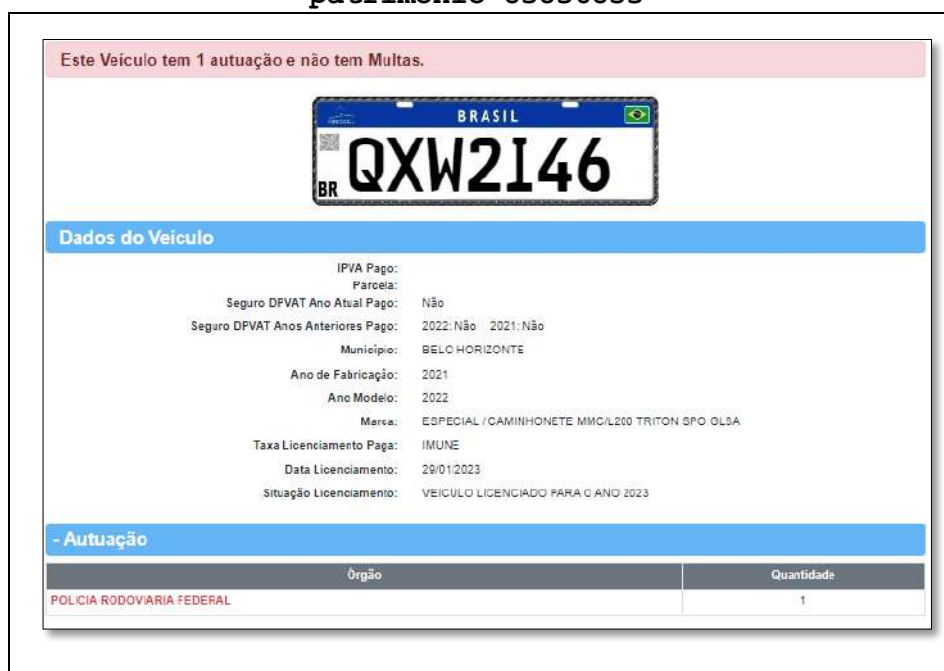 Este Veículo tem 1 autuação e não tem Multas.
BRASIL
BR QXW2I46
Dados do Veículo
IPVA Pago:
Parcela:
Seguro DPVAT Ano Atual Pago: Não
Seguro DPVAT Anos Anteriores Pago: 2022: Não 2021: Não
Município: BELO HORIZONTE
Ano de Fabricação: 2021
Ano Modelo: 2022
Marca: ESPECIAL / CAMINHONETE MMC/L200 TRITON SPO GLSA
Taxa Licenciamento Paga: IMUNE
Data Licenciamento: 29/01/2023
Situação Licenciamento: VEICULO LICENCIADO PARA O ANO 2023
- Autuação
Órgão Quantidade
POLICIA RODOVIARIA FEDERAL 1